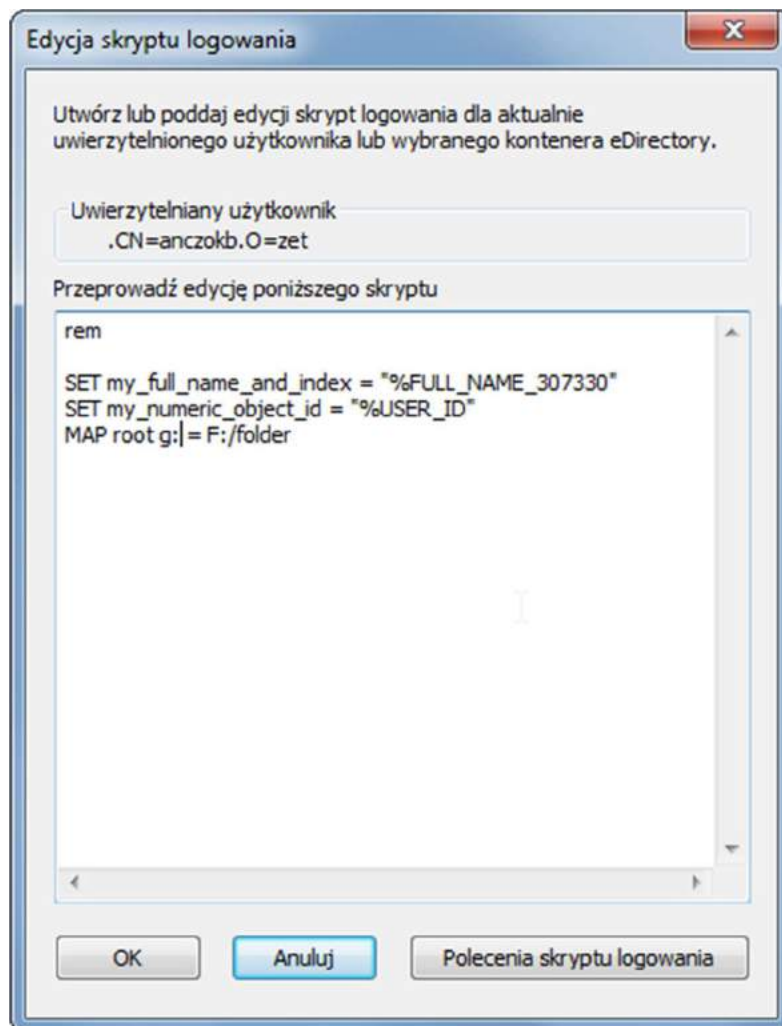 Edycja skryptu logowania
Utwórz lub poddaj edycji skrypt logowania dla aktualnie
uwierzytelnionego użytkownika lub wybranego kontenera eDirectory.
Uwierzytelniany użytkownik
.CN=anczokb.O=zet
Przeprowadź edycję poniższego skryptu
rem
SET my_full_name_and_index = "%FULL_NAME_307330"
SET my_numeric_object_id = "%USER_ID"
MAP root g: = F:/folder
OK
Anuluj
Polecenia skryptu logowania